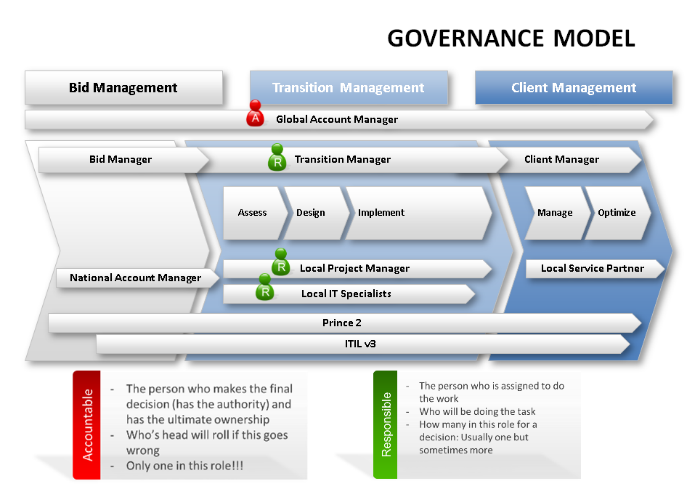 GOVERNANCE MODEL
Bid Management
Transition Management
Client Management
A
Global Account Manager
Bid Manager
R
Transition Manager
Client Manager
Assess
Design
Implement
Manage
Optimize
R
Local Project Manager
Local Service Partner
National Account Manager
R
Local IT Specialists
Prince 2
ITIL v3
Accountable
- The person who makes the final
decision (has the authority) and
has the ultimate ownership
- Who's head will roll if this goes
wrong
- Only one in this role!!!
Responsible
- The person who is assigned to do
the work
- Who will be doing the task
- How many in this role for a
decision: Usually one but
sometimes more